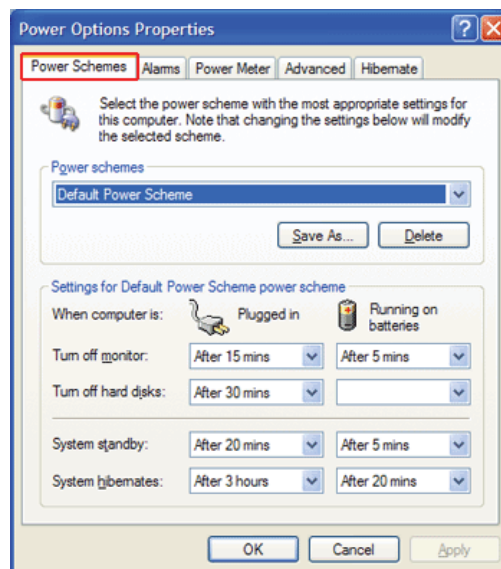 Power Options Properties
Power Schemes Alarms Power Meter Advanced Hibernate
Select the power scheme with the most appropriate settings for
this computer. Note that changing the settings below will modify
the selected scheme.
Power schemes
Default Power Scheme
Save As... Delete
Settings for Default Power Scheme power scheme
When computer is: Plugged in Running on
batteries
Turn off monitor: After 15 mins After 5 mins
Turn off hard disks: After 30 mins
System standby: After 20 mins After 5 mins
System hibernates: After 3 hours After 20 mins
OK Cancel Apply